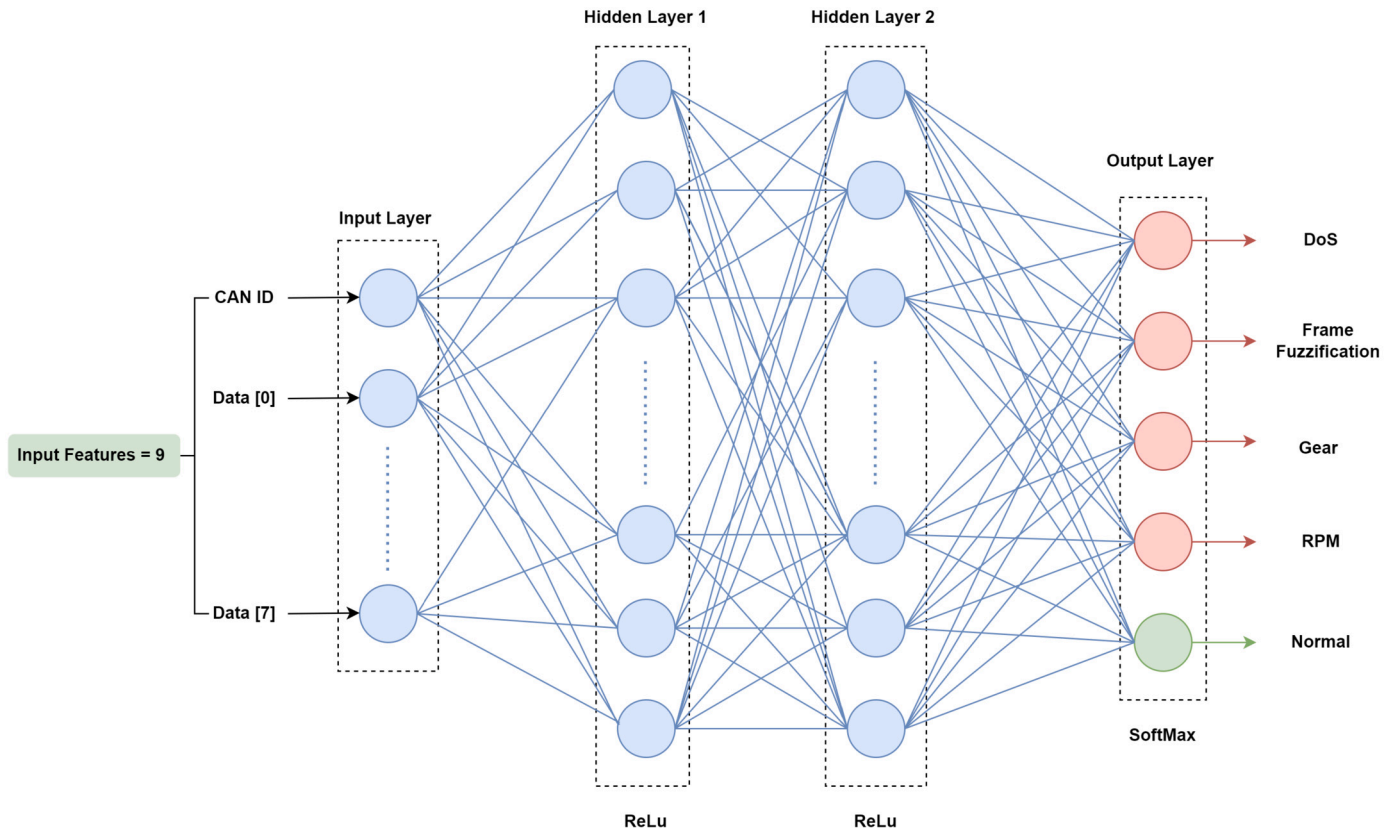 Hidden Layer 1
Hidden Layer 2
Output Layer
Input Layer
DoS
CAN ID
Frame
Fuzzification
Data [0]
Input Features = 9
Gear
RPM
Data [7]
Normal
SoftMax
ReLu
ReLu